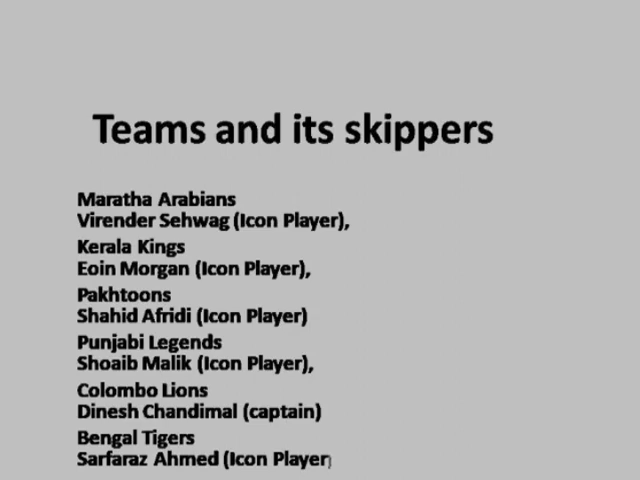 Teams and its skippers
Maratha Arabians
Virender Sehwag (Icon Player),
Kerala Kings
Eoin Morgan (Icon Player),
Pakhtoons
Shahid Afridi (Icon Player)
Punjabi Legends
Shoaib Malik (Icon Player),
Colombo Lions
Dinesh Chandimal (captain)
Bengal Tigers
Sarfaraz Ahmed (Icon Player)